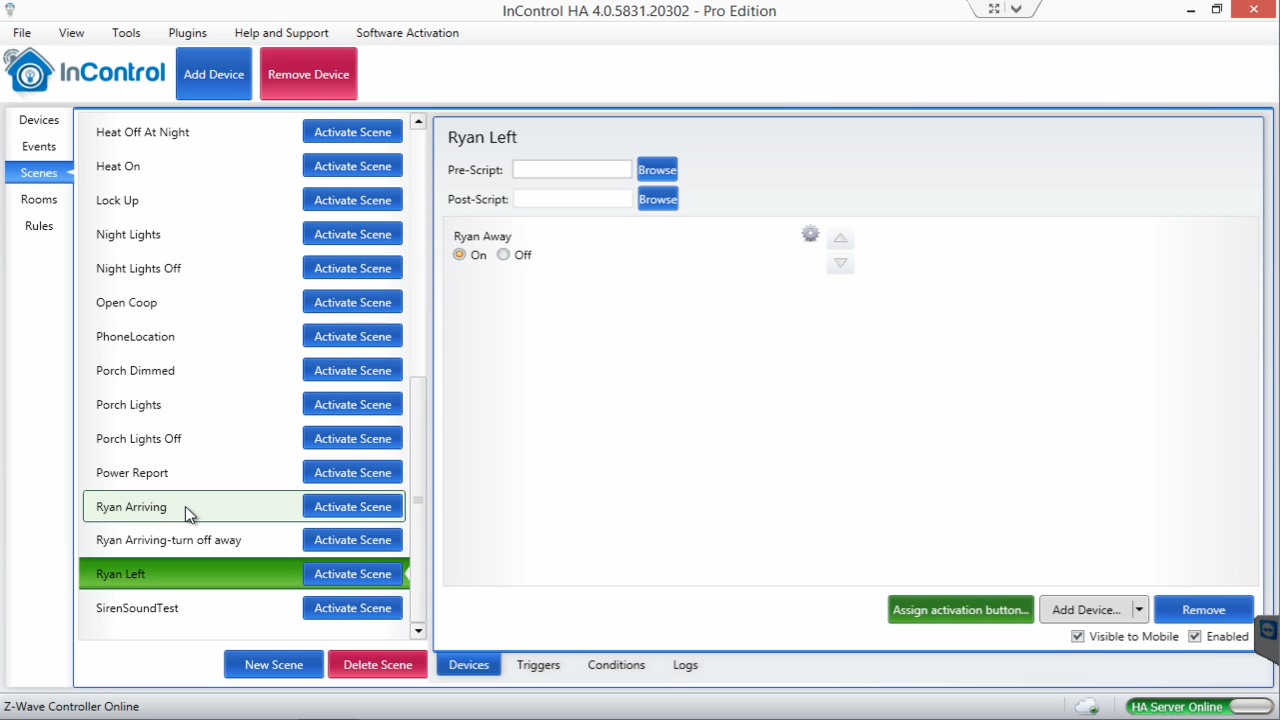 InControl HA 4.0.5831.20302 - Pro Edition
File View Tools Plugins Help and Support Software Activation
InControl Add Device Remove Device
Devices
Events
Scenes
Rooms
Rules
Heat Off At Night Activate Scene
Heat On Activate Scene
Lock Up Activate Scene
Night Lights Activate Scene
Night Lights Off Activate Scene
Open Coop Activate Scene
PhoneLocation Activate Scene
Porch Dimmed Activate Scene
Porch Lights Activate Scene
Porch Lights Off Activate Scene
Power Report Activate Scene
Ryan Arriving Activate Scene
Ryan Arriving-turn off away Activate Scene
Ryan Left Activate Scene
SirenSoundTest Activate Scene
New Scene Delete Scene
Ryan Left
Pre-Script: Browse
Post-Script: Browse
Ryan Away
On Off
Assign activation button... Add Device... Remove
Visible to Mobile Enabled
Devices Triggers Conditions Logs
Z-Wave Controller Online HA Server Online